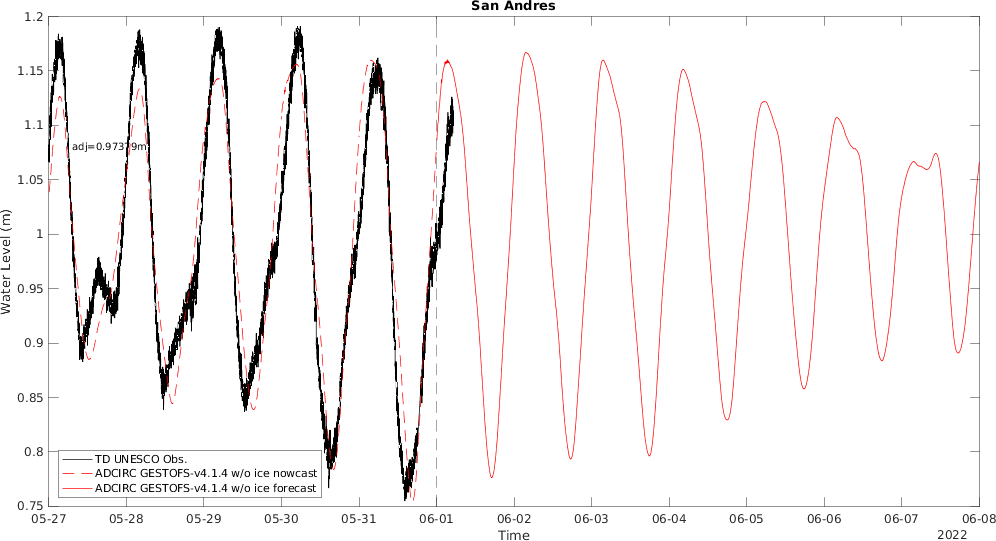 San Andres
Water Level (m)
1.2
1.15
1.1
1.05
1
0.95
0.9
0.85
0.8
0.75
adj=0.97379m
TD UNESCO Obs.
ADCIRC GESTOFS-v4.1.4 w/o ice nowcast
ADCIRC GESTOFS-v4.1.4 w/o ice forecast
05-27 05-28 05-29 05-30 05-31 06-01 06-02 06-03 06-04 06-05 06-06 06-07 06-08
Time
2022